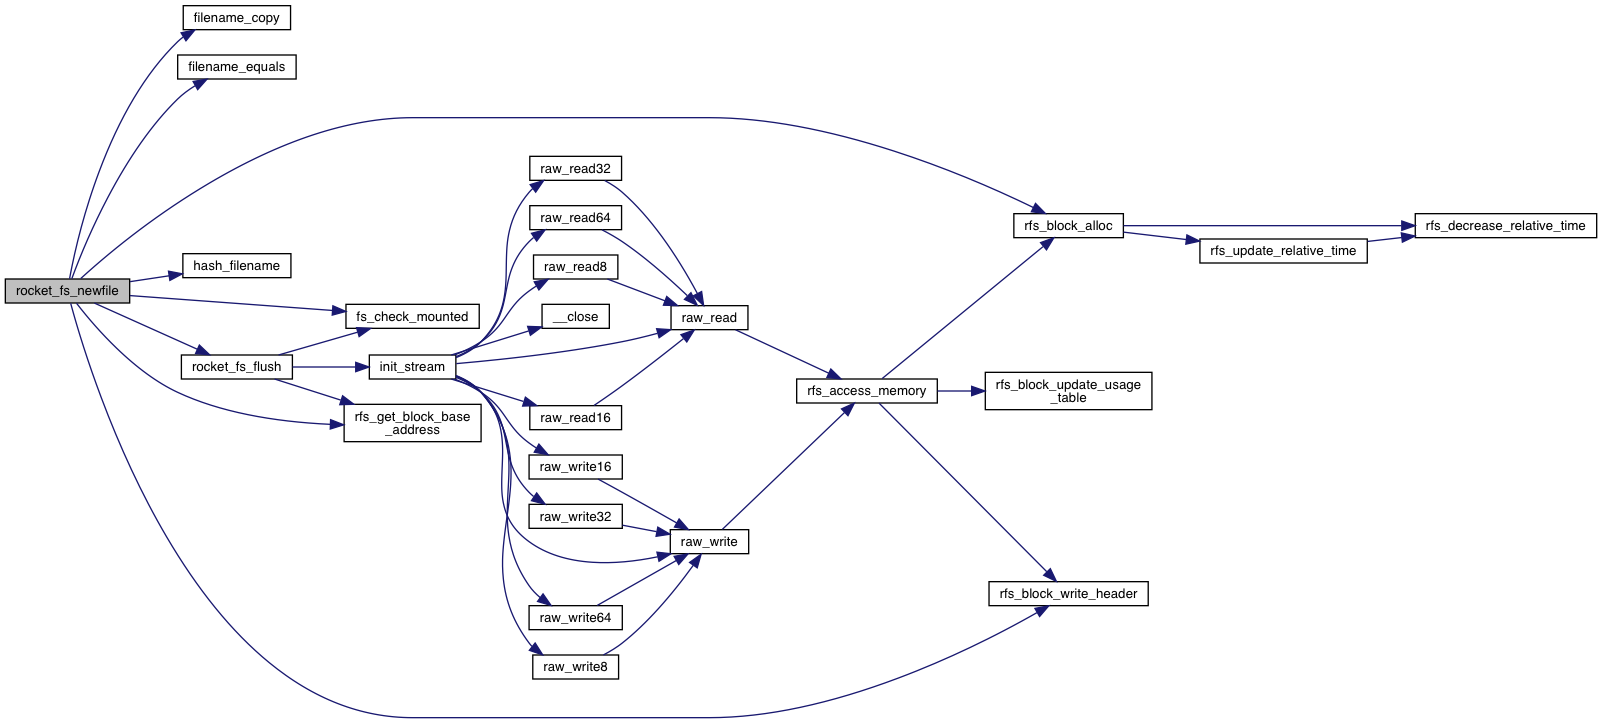 filename_copy
filename_equals
raw_read32
raw_read64
rfs_block_alloc
rfs_decrease_relative_time
rfs_update_relative_time
hash_filename
raw_read8
rocket_fs_newfile
fs_check_mounted
__close
raw_read
rocket_fs_flush
init_stream
rfs_access_memory
rfs_block_update_usage
_table
rfs_get_block_base
_address
raw_read16
raw_write16
raw_write32
raw_write
rfs_block_write_header
raw_write64
raw_write8